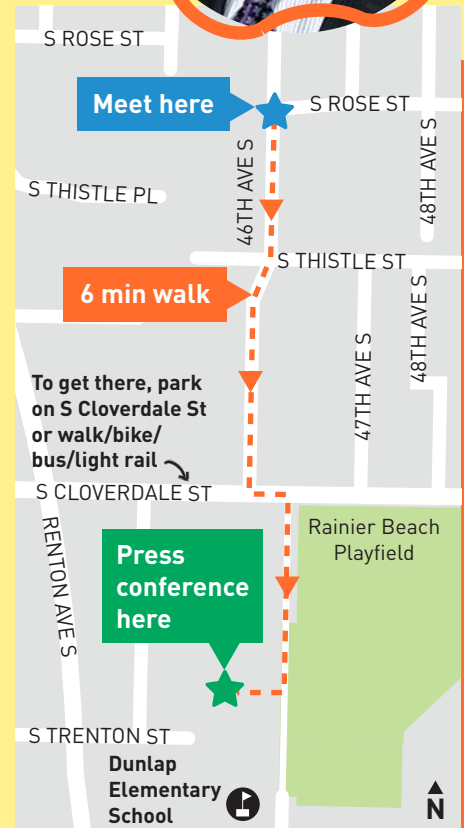 S ROSE ST
Meet here
S ROSE ST
46TH AVE S
48TH AVE S
S THISTLE PL
S THISTLE ST
6 min walk
47TH AVE S
48TH AVE S
To get there, park
on S Cloverdale St
or walk/bike/
bus/light rail
S CLOVERDALE ST
RENTON AVE S
Rainier Beach
Playfield
Press
conference
here
S TRENTON ST
Dunlap
Elementary
School
N